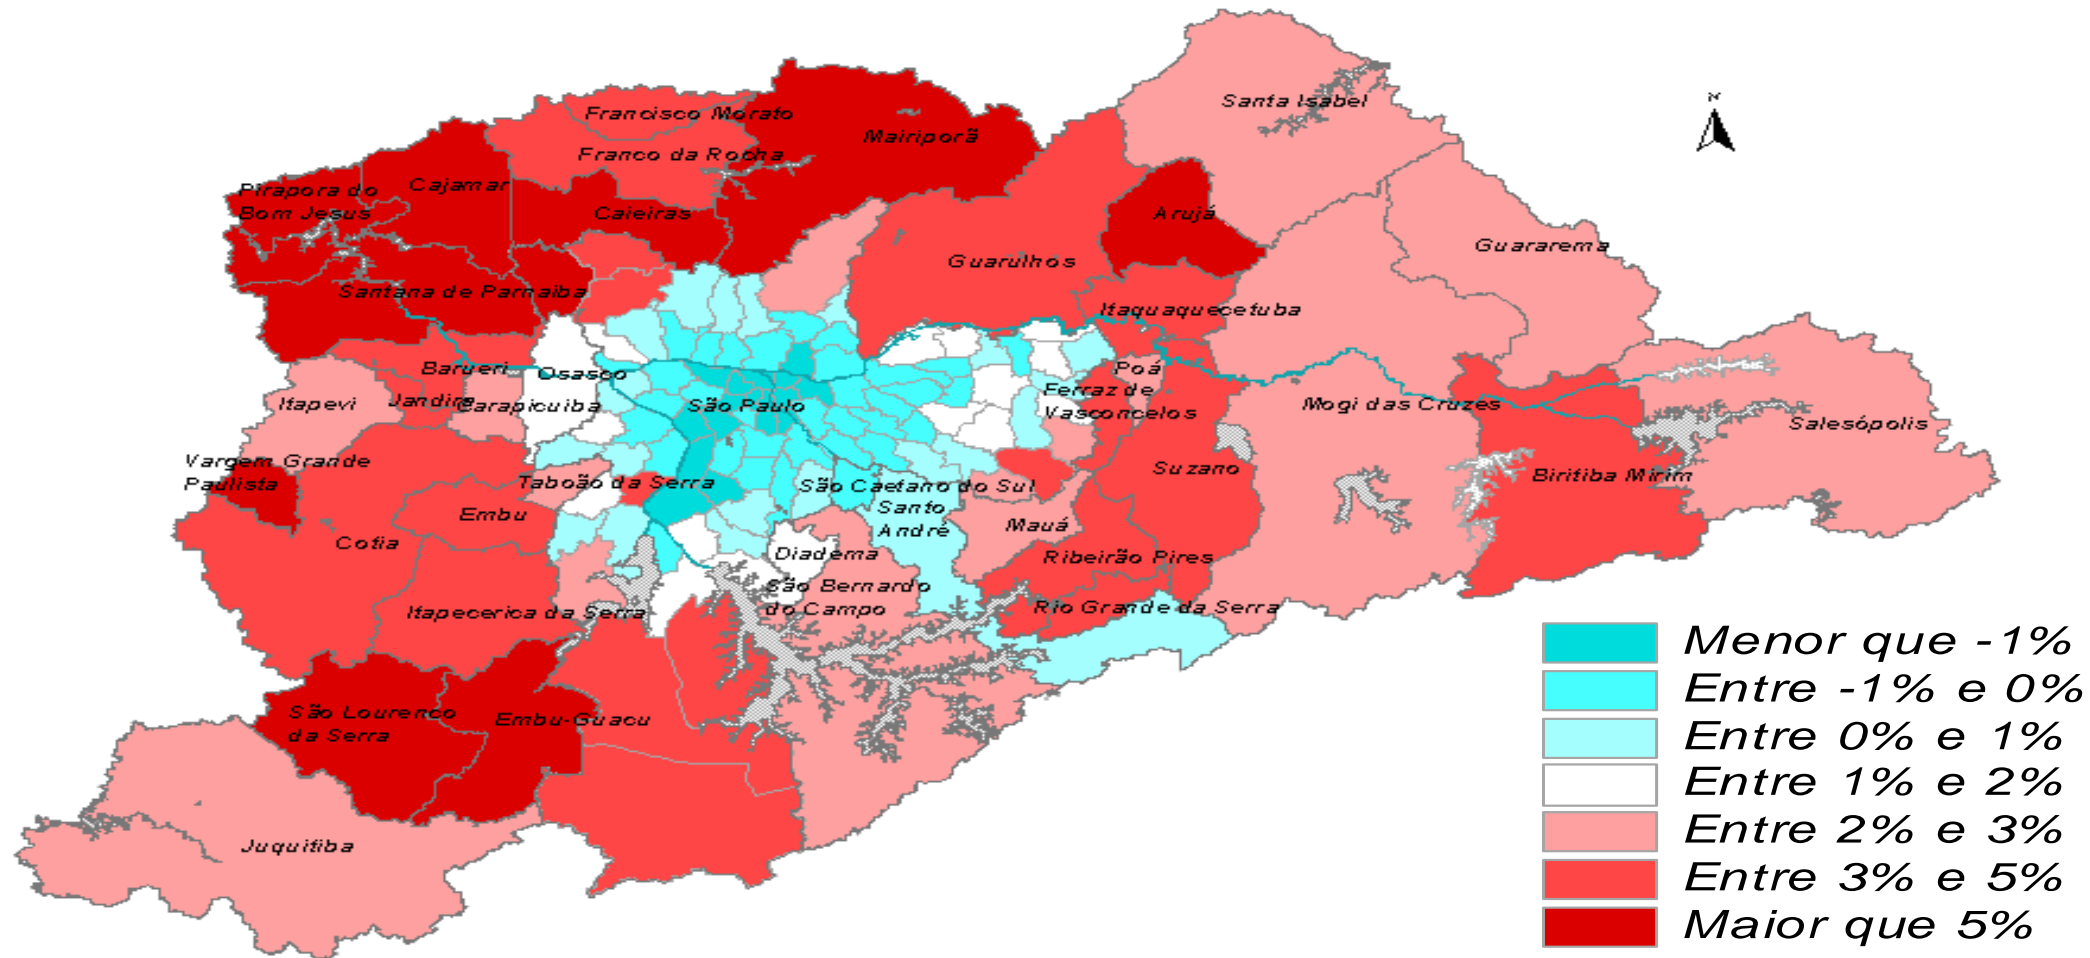 N
Santa Isabel
Francisco Morato
Mairiporã
Franco da Rocha
Pirapora do
Bom Jesus
Cajamar
Caieiras
Arujá
Guararema
Guarulhos
Santana de Parnaiba
Itaquaquecetuba
Barueri
Osasco
Poá
Itapevi
Jandira
Carapicuiba
São Paulo
Ferraz de
Vasconcelos
Mogi das Cruzes
Salesópolis
Vargem Grande
Paulista
Taboão da Serra
São Caetano do Sul
Suzano
Biritiba Mirim
Embu
Santo
André
Mauá
Cotia
Diadema
Ribeirão Pires
São Bernardo
do Campo
Itapecerica da Serra
Rio Grande da Serra
São Lourenco
da Serra
Embu-Guacu
Juquitiba
Menor que -1%
Entre -1% e 0%
Entre 0% e 1%
Entre 1% e 2%
Entre 2% e 3%
Entre 3% e 5%
Maior que 5%